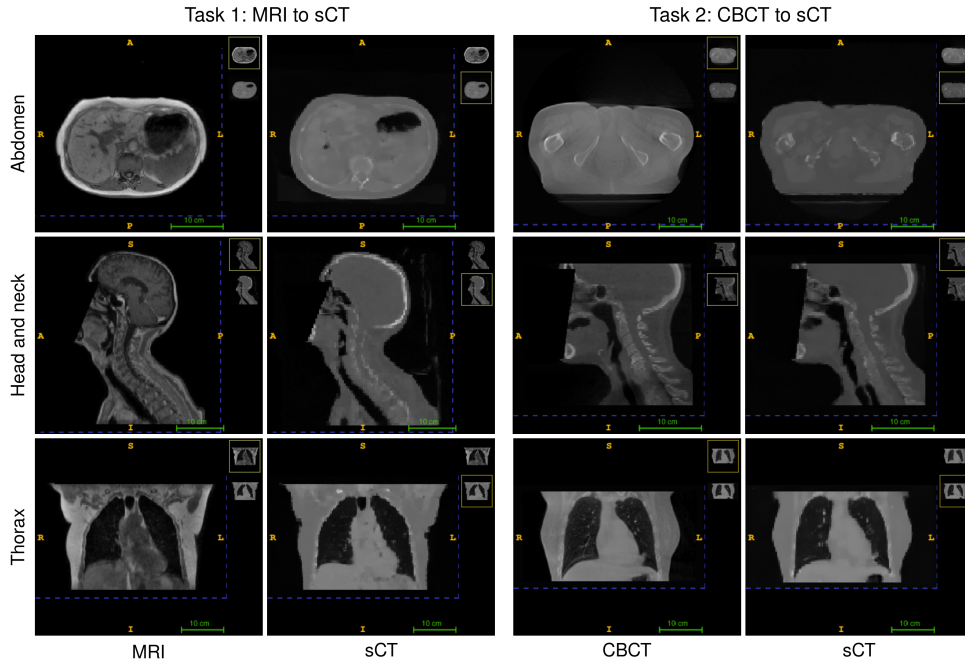 Task 1: MRI to sCT
Task 2: CBCT to sCT
Abdomen
A
A
A
A
R
L
R
L
R
L
R
L
10 cm
10 cm
10 cm
10 cm
P
P
P
P
Head and neck
S
S
S
S
A
P
A
P
A
P
A
P
10 cm
10 cm
10 cm
10 cm
I
I
I
I
Thorax
S
S
S
S
R
L
R
L
R
L
R
L
10 cm
10 cm
10 cm
10 cm
I
I
I
I
MRI
sCT
CBCT
sCT